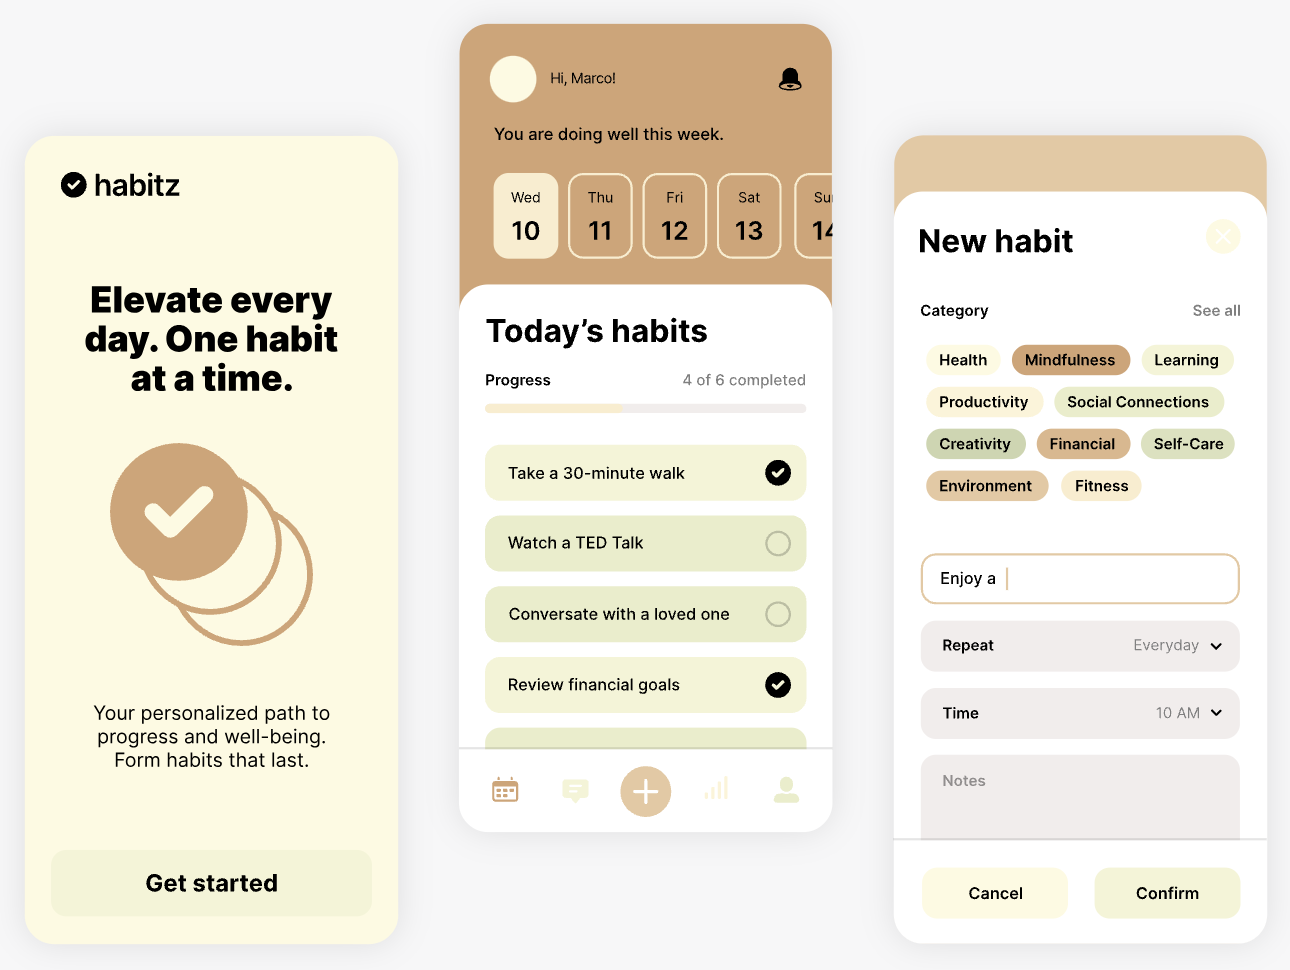 habitz
Elevate every
day. One habit
at a time.
Your personalized path to
progress and well-being.
Form habits that last.
Get started
Hi, Marco!
You are doing well this week.
Wed Thu Fri Sat Sun
10 11 12 13 14
Today's habits
Progress 4 of 6 completed
Take a 30-minute walk
Watch a TED Talk
Conversate with a loved one
Review financial goals
New habit
Category See all
Health Mindfulness Learning
Productivity Social Connections
Creativity Financial Self-Care
Environment Fitness
Enjoy a
Repeat Everyday
Time 10 AM
Notes
Cancel Confirm